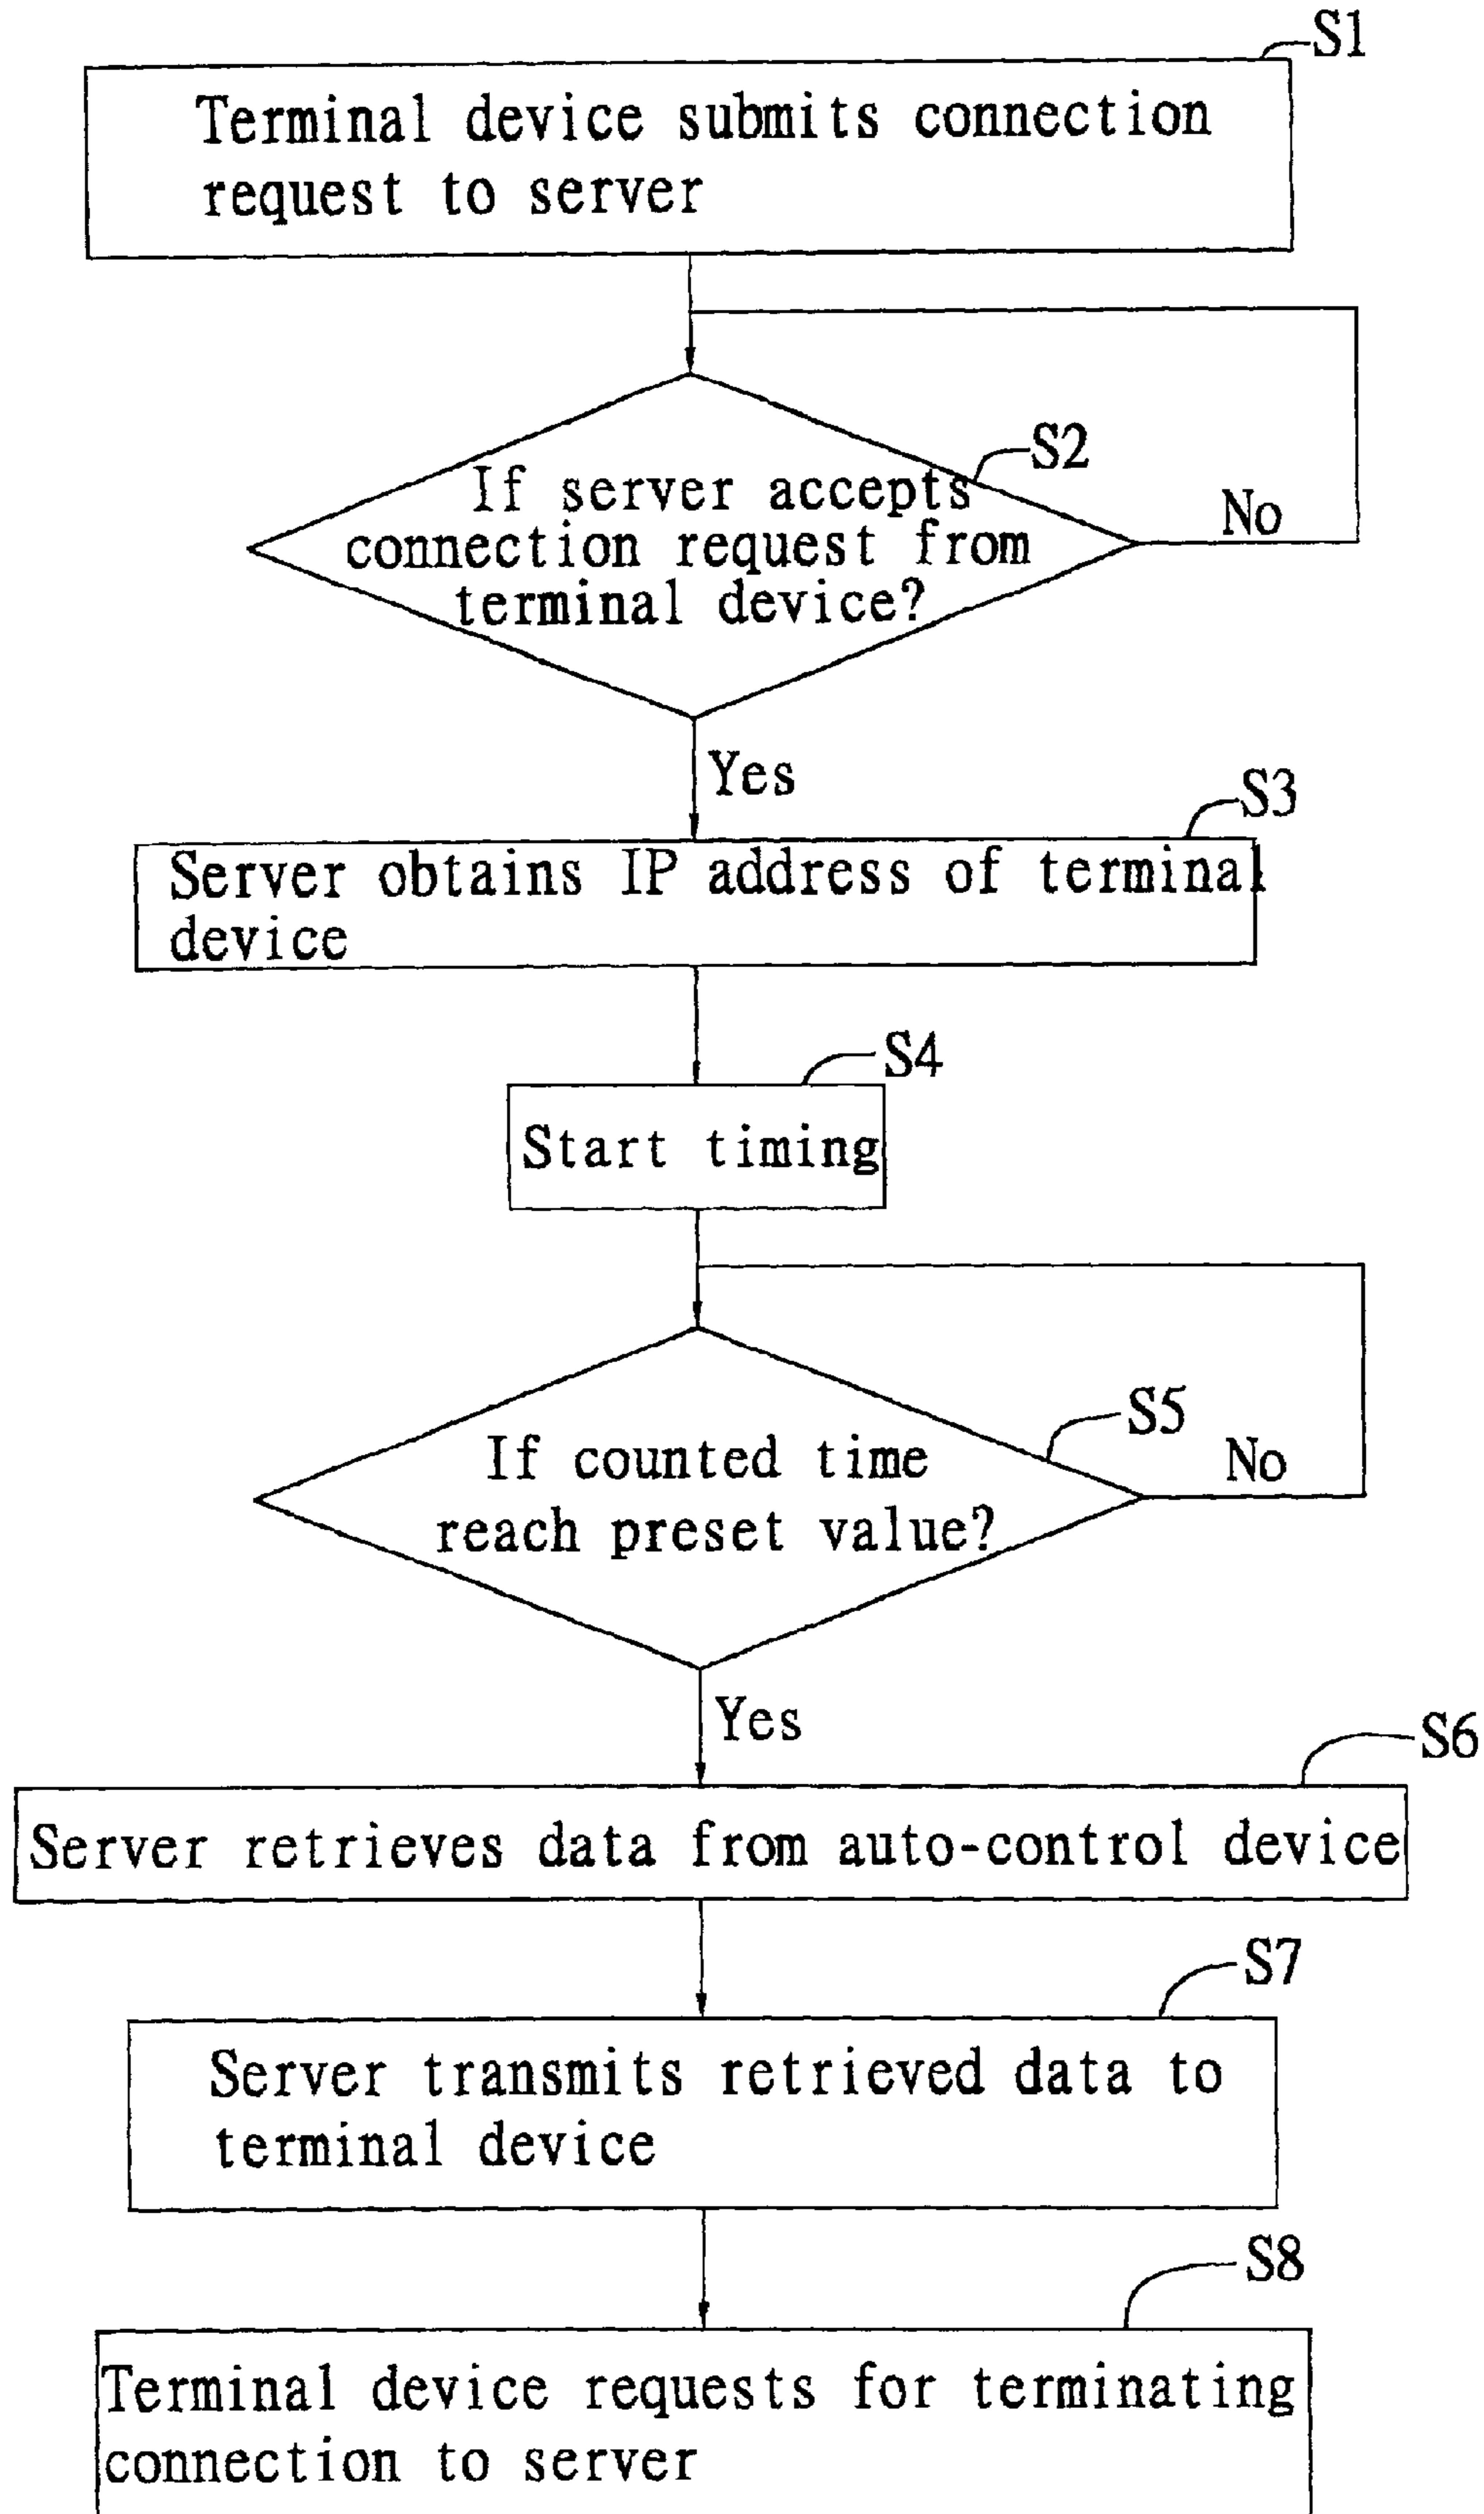 S1
Terminal device submits connection
request to server
S2
If server accepts
connection request from
terminal device?
No
Yes
S3
Server obtains IP address of terminal
device
S4
Start timing
S5
If counted time
reach preset value?
No
Yes
S6
Server retrieves data from auto-control device
S7
Server transmits retrieved data to
terminal device
S8
Terminal device requests for terminating
connection to server